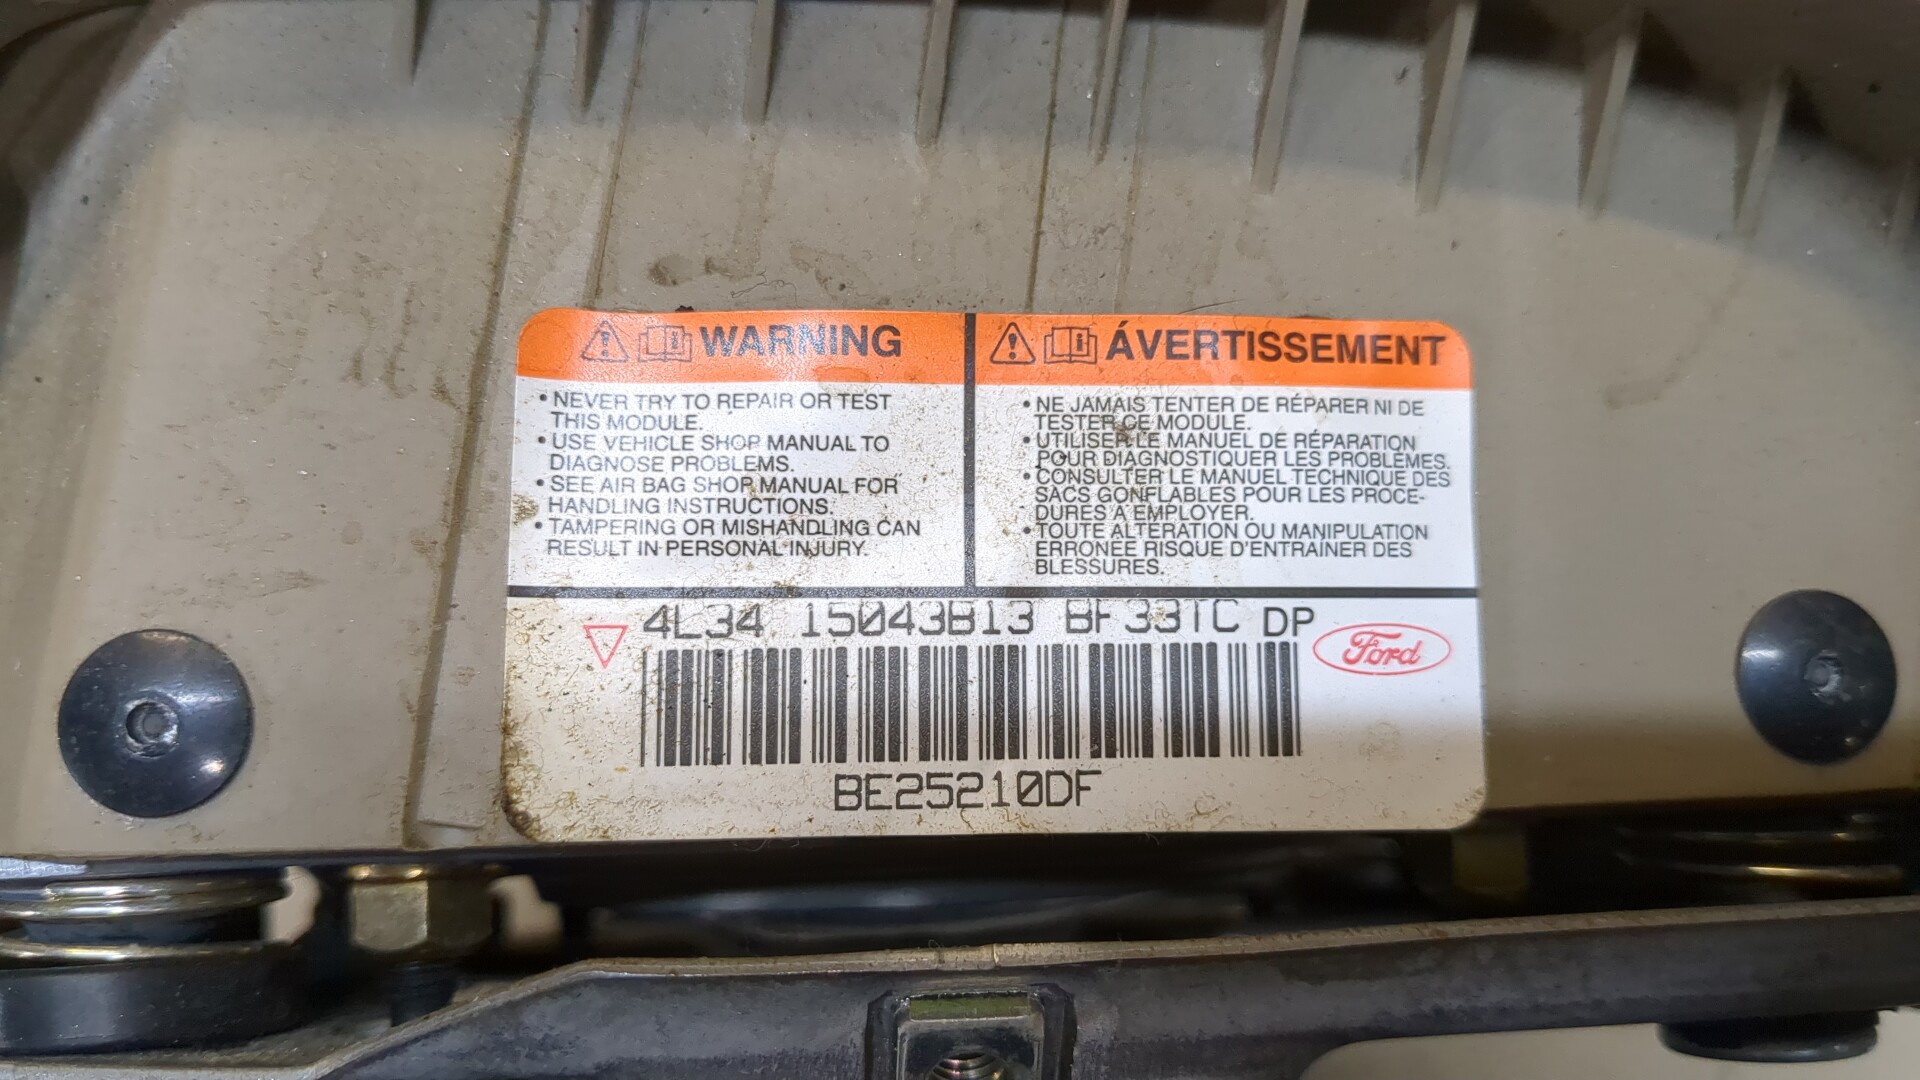 WARNING
• NEVER TRY TO REPAIR OR TEST
THIS MODULE.
• USE VEHICLE SHOP MANUAL TO
DIAGNOSE PROBLEMS.
• SEE AIR BAG SHOP MANUAL FOR
HANDLING INSTRUCTIONS.
• TAMPERING OR MISHANDLING CAN
RESULT IN PERSONAL INJURY.
ÁVERTISSEMENT
• NE JAMAIS TENTER DE RÉPARER NI DE
TESTER CE MODULE.
• UTILISER LE MANUEL DE RÉPARATION
POUR DIAGNOSTIQUER LES PROBLÈMES.
• CONSULTER LE MANUEL TECHNIQUE DES
SACS GONFLABLES POUR LES PROCE-
DURES A EMPLOYER.
• TOUTE ALTERATION OU MANIPULATION
ERRONÉE RISQUE D'ENTRAINER DES
BLESSURES.
4L34 15043B13 BF33TC DP
Ford
BE25210DF